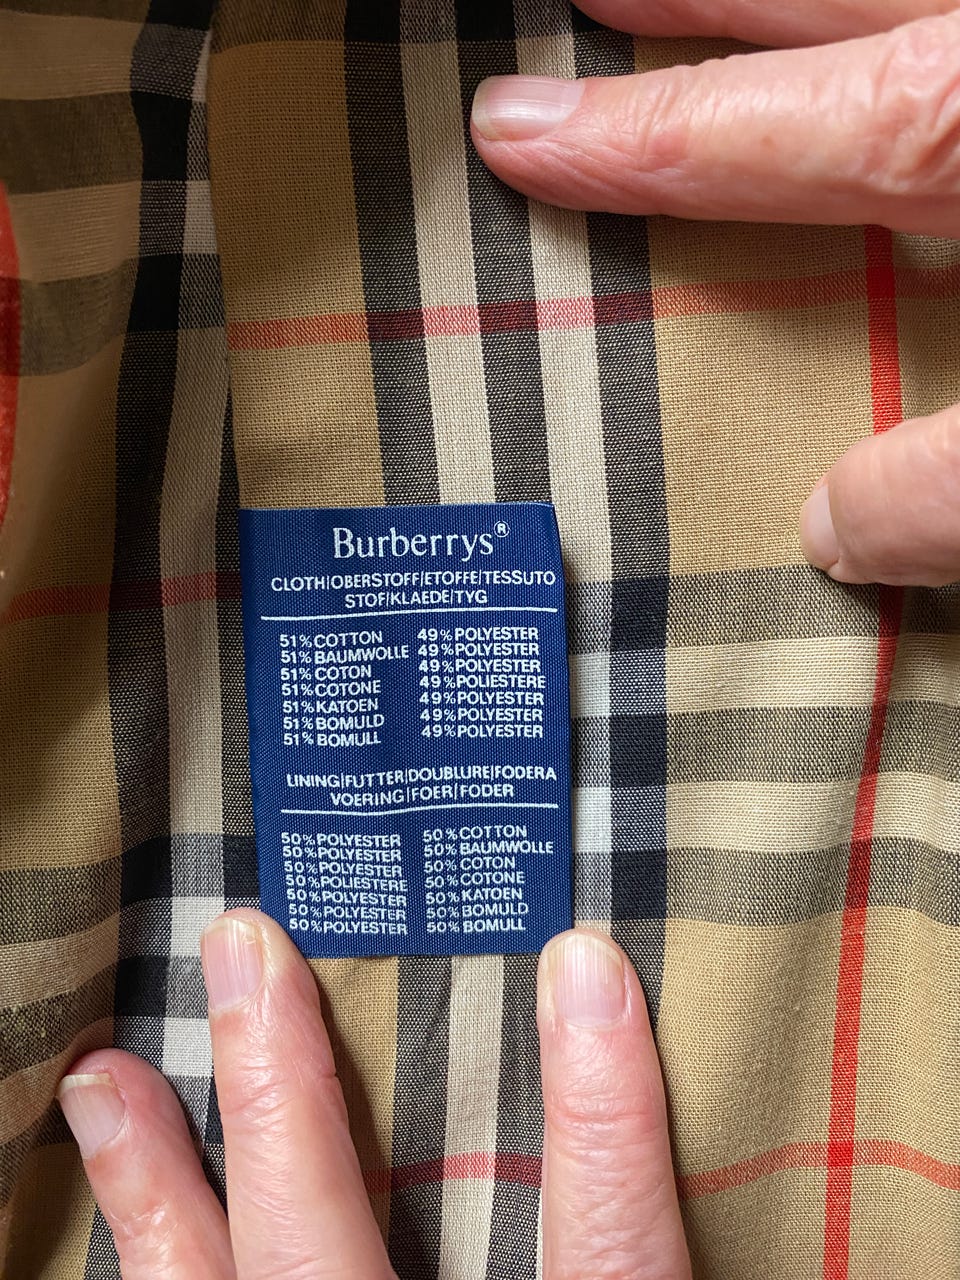 Burberrys®
CLOTH|OBERSTOFF|ETOFFE|TESSUTO
STOF|KLAEDE|TYG
51% COTTON 49% POLYESTER
51% BAUMWOLLE 49% POLYESTER
51% COTON 49% POLYESTER
51% COTONE 49% POLIESTERE
51% KATOEN 49% POLYESTER
51% BOMULD 49% POLYESTER
51% BOMULL 49% POLYESTER
LINING|FUTTER|DOUBLURE|FODERA
VOERING|FOER|FODER
50% POLYESTER 50% COTTON
50% POLYESTER 50% BAUMWOLLE
50% POLYESTER 50% COTON
50% POLIESTERE 50% COTONE
50% POLYESTER 50% KATOEN
50% POLYESTER 50% BOMULD
50% POLYESTER 50% BOMULL